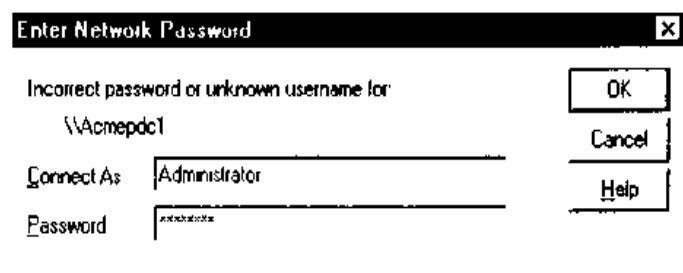 Enter Network Password
Incorrect password or unknown username for
\\Acmepdc1
Connect As Administrator
Password ********
OK
Cancel
Help